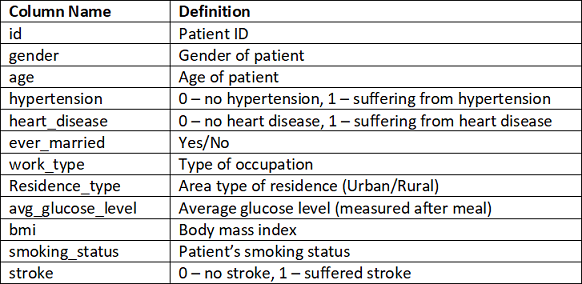 Column Name Definition
id Patient ID
gender Gender of patient
age Age of patient
hypertension 0 – no hypertension, 1 – suffering from hypertension
heart_disease 0 – no heart disease, 1 – suffering from heart disease
ever_married Yes/No
work_type Type of occupation
Residence_type Area type of residence (Urban/Rural)
avg_glucose_level Average glucose level (measured after meal)
bmi Body mass index
smoking_status Patient’s smoking status
stroke 0 – no stroke, 1 – suffered stroke